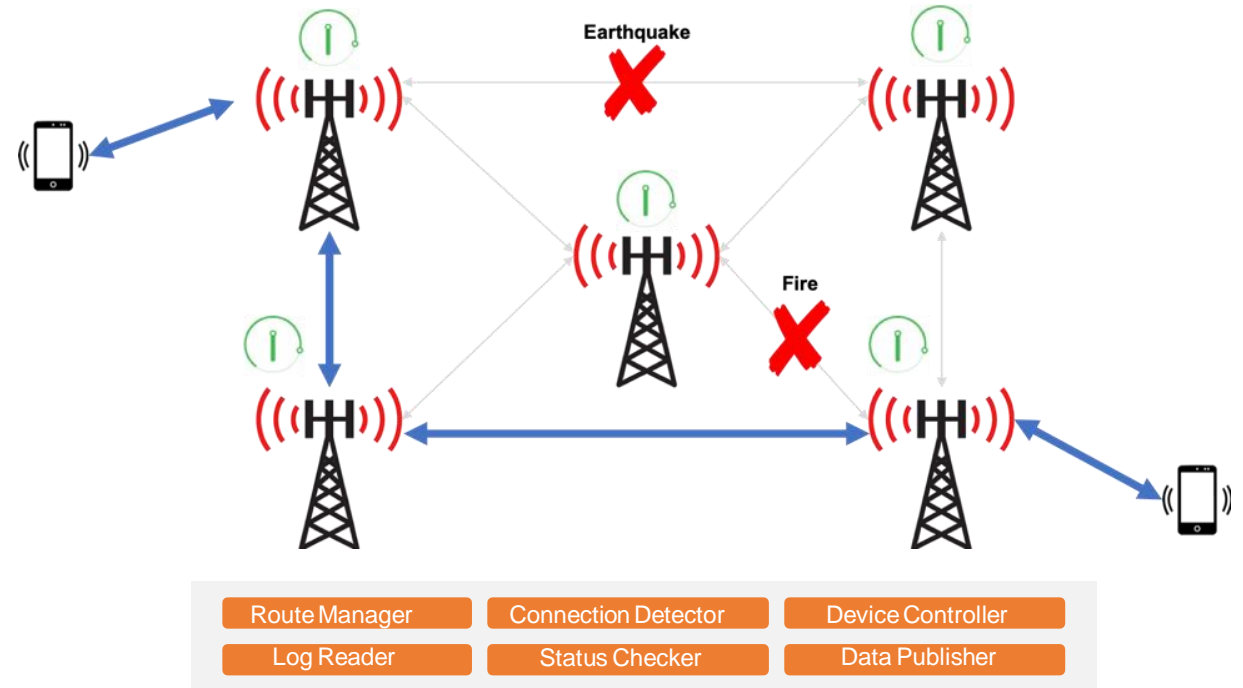 Earthquake
Fire
Route Manager
Connection Detector
Device Controller
Log Reader
Status Checker
Data Publisher